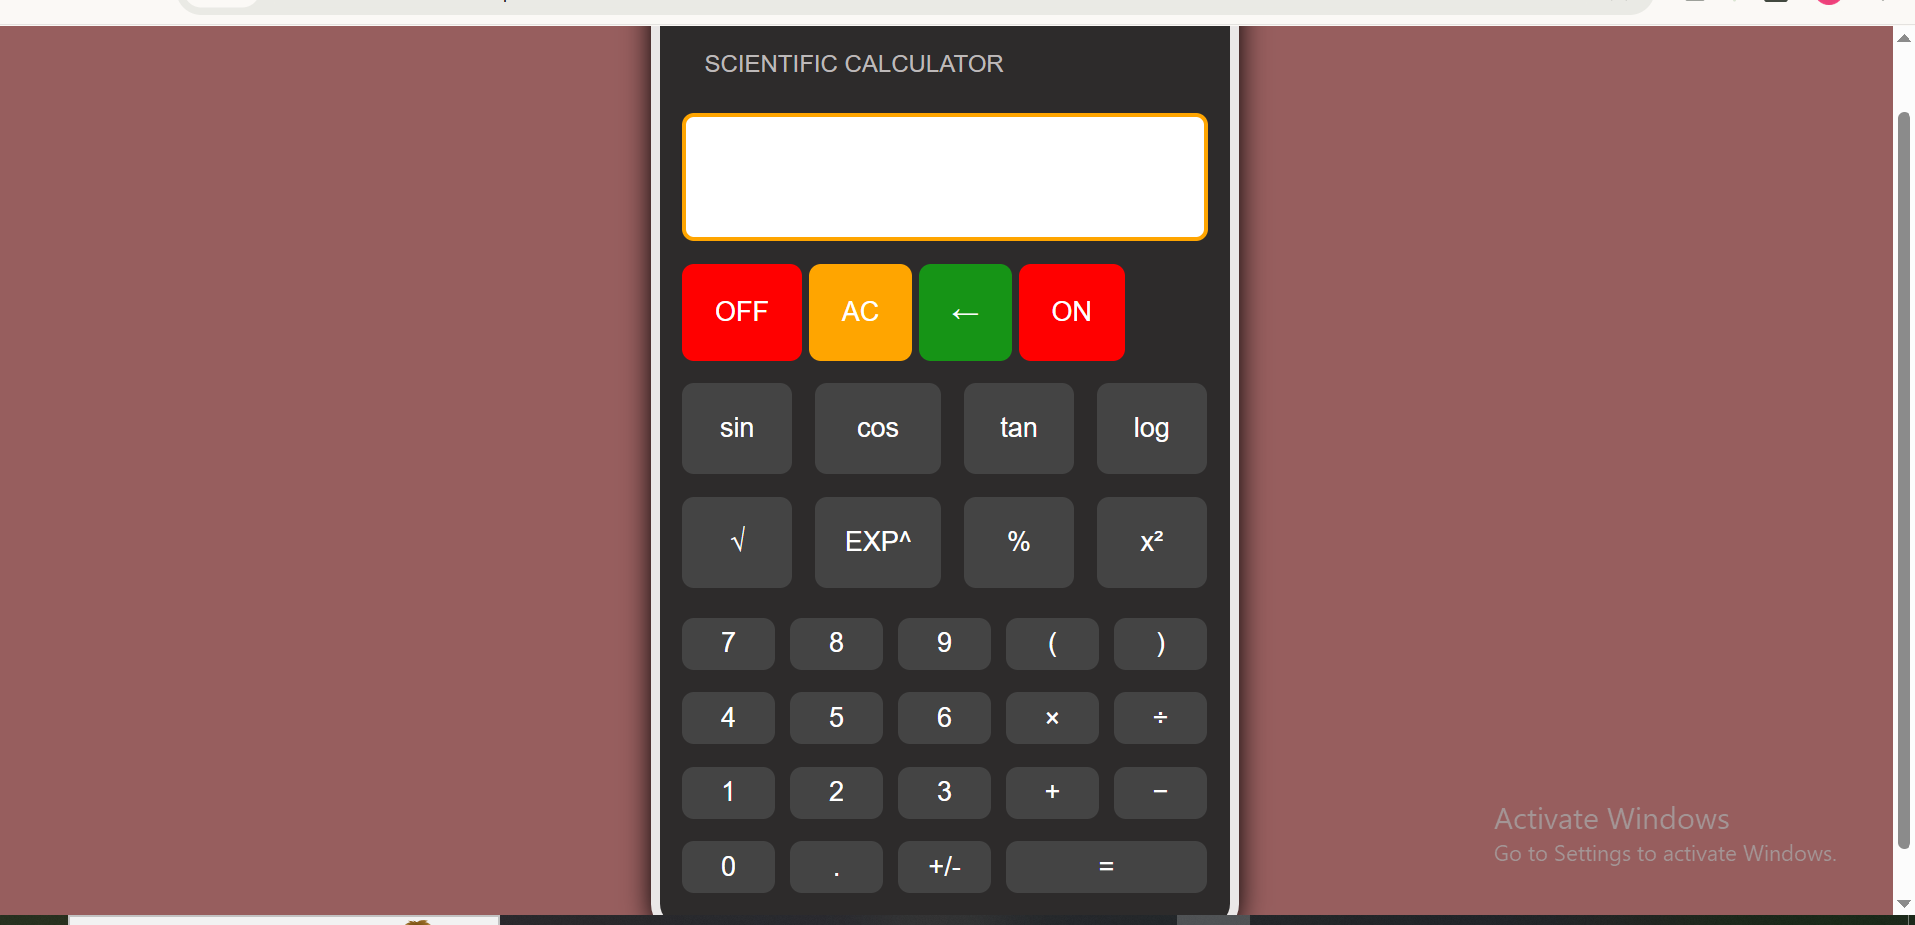 SCIENTIFIC CALCULATOR
OFF AC ← ON
sin cos tan log
√ EXP^ % x²
7 8 9 ( )
4 5 6 × ÷
1 2 3 + −
0 . +/- =
Activate Windows
Go to Settings to activate Windows.